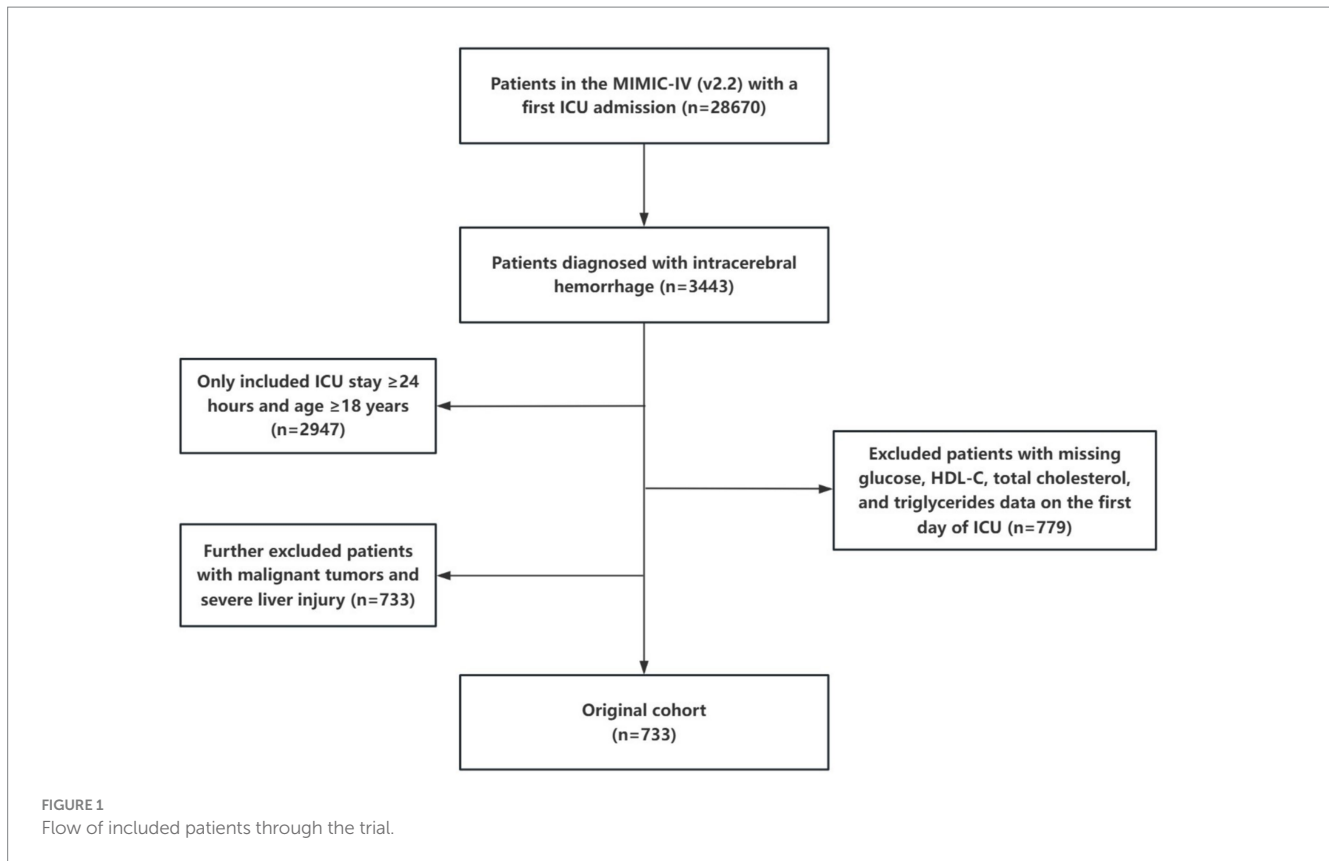 Patients in the MIMIC-IV (v2.2) with a
first ICU admission (n=28670)
Patients diagnosed with intracerebral
hemorrhage (n=3443)
Only included ICU stay ≥24
hours and age ≥18 years
(n=2947)
Excluded patients with missing
glucose, HDL-C, total cholesterol,
and triglycerides data on the first
day of ICU (n=779)
Further excluded patients
with malignant tumors and
severe liver injury (n=733)
Original cohort
(n=733)
FIGURE 1
Flow of included patients through the trial.